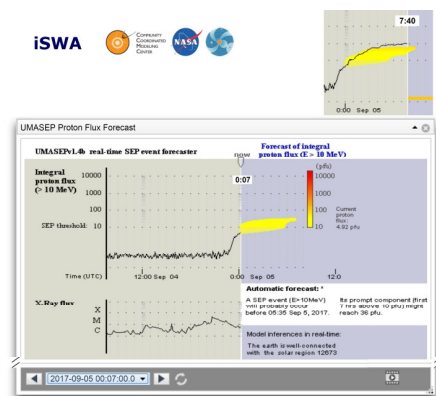 iSWA
COMMUNITY
COORDINATED
MODELING
CENTER
NASA
7:40
0:00 Sep 05
UMASEP Proton Flux Forecast
UMASEPv1.4b real-time SEP event forecaster
now
Forecast of integral
proton flux (E > 10 MeV)
Integral
proton flux
(> 10 MeV)
10000
1000
100
SEP threshold: 10
0:07
(pfu)
10000
1000
100
10
Current
proton
flux:
4.92 pfu
Time (UTC)
12:00 Sep 04
0:00 Sep 05
12:0
Automatic forecast: *
A SEP event (E>10MeV)
will probably occur
before 05:35 Sep 5, 2017.
Its prompt component (first
7 hrs above 10 pfu) might
reach 36 pfu.
X-Ray flux
X
M
C
Model inferences in real-time:
The earth is well-connected
with the solar region 12673
2017-09-05 00:07:00.0